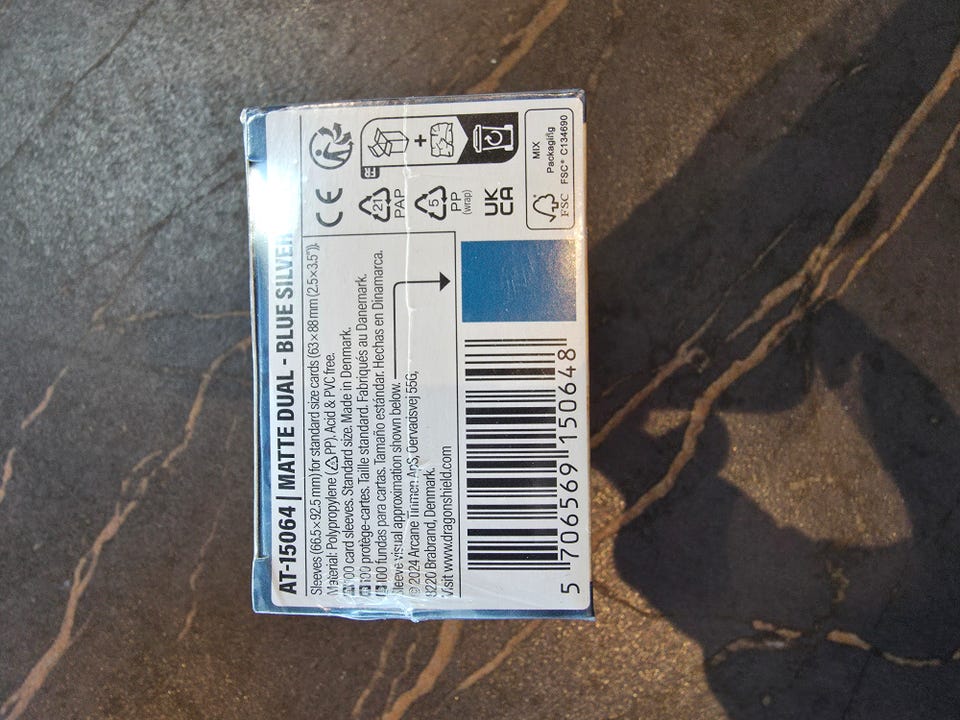 AT-15064 | MATTE DUAL - BLUE SILVER
Sleeves (66.5×92.5 mm) for standard size cards (63×88 mm (2.5×3.5")).
Material: Polypropylene (PP). Acid & PVC free.
100 card sleeves. Standard size. Made in Denmark.
100 protège-cartes. Taille standard. Fabriqués au Danemark.
100 fundas para cartas. Tamaño estándar. Hechas en Dinamarca.
Sleeve visual approximation shown below.
© 2024 Arcane Tinmen ApS, Gervadsvej 55G,
8220 Brabrand, Denmark.
Visit www.dragonshield.com
5 706569 150648
CE
21
PAP
5
PP
(wrap)
UK
CA
FR
+
FSC
MIX
Packaging
FSC® C134690